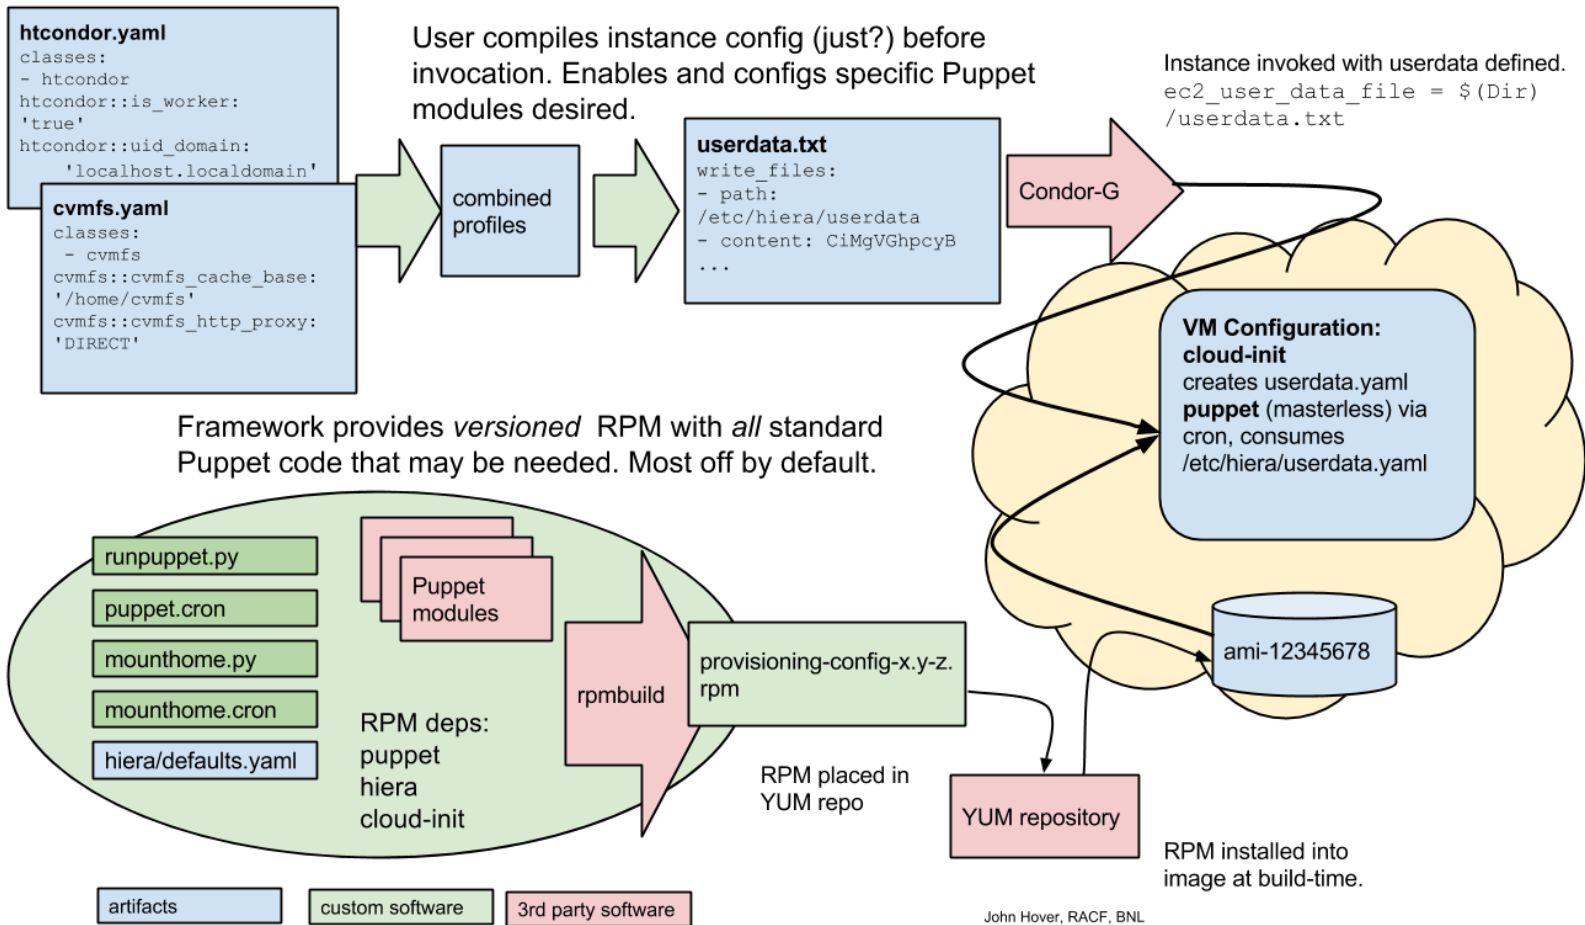 htcondor.yaml
classes:
- htcondor
htcondor::is_worker:
'true'
htcondor::uid_domain:
'localhost.localdomain'
cvmfs.yaml
classes:
- cvmfs
cvmfs::cvmfs_cache_base:
'/home/cvmfs'
cvmfs::cvmfs_http_proxy:
'DIRECT'
User compiles instance config (just?) before
invocation. Enables and configs specific Puppet
modules desired.
combined
profiles
userdata.txt
write_files:
- path:
/etc/hiera/userdata
- content: CiMgVGhpcyB
...
Condor-G
Instance invoked with userdata defined.
ec2_user_data_file = $(Dir)
/userdata.txt
VM Configuration:
cloud-init
creates userdata.yaml
puppet (masterless) via
cron, consumes
/etc/hiera/userdata.yaml
Framework provides versioned RPM with all standard
Puppet code that may be needed. Most off by default.
runpuppet.py
puppet.cron
mounthome.py
mounthome.cron
hiera/defaults.yaml
Puppet
modules
RPM deps:
puppet
hiera
cloud-init
rpmbuild
provisioning-config-x.y-z.
rpm
RPM placed in
YUM repo
YUM repository
ami-12345678
RPM installed into
image at build-time.
artifacts
custom software
3rd party software
John Hover, RACF, BNL